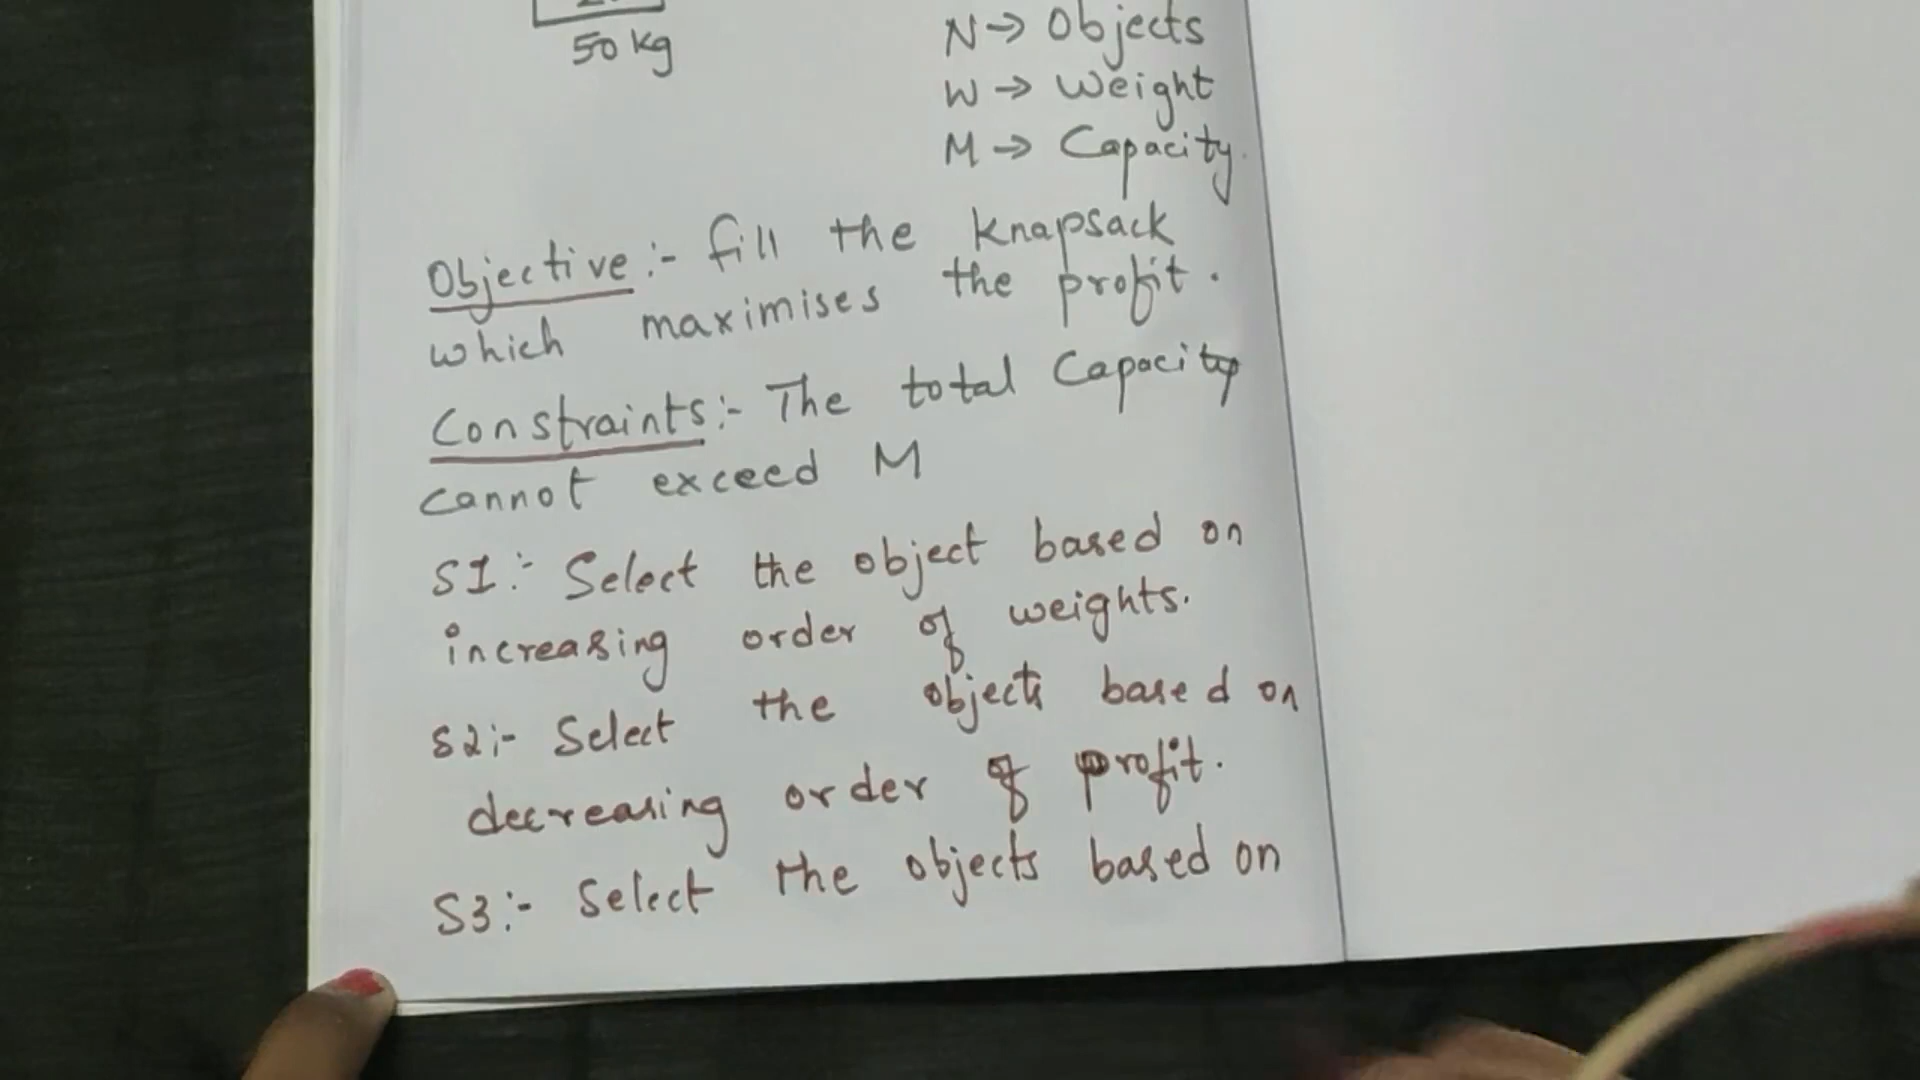 50 kg
N → Objects
W → Weight
M → Capacity.
Objective :- fill the knapsack
which maximises the profit.
Constraints :- The total Capacity
cannot exceed M
S1 :- Select the object based on
increasing order of weights.
S2 :- Select the objects based on
decreasing order of profit.
S3 :- Select the objects based on